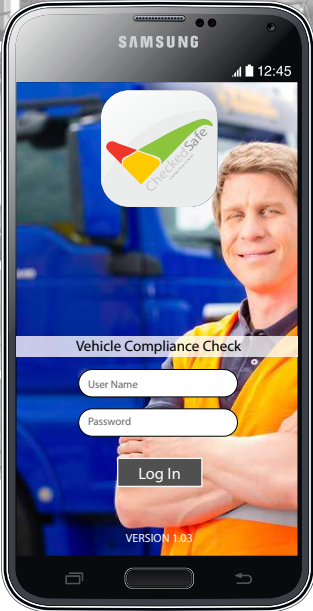 SAMSUNG
12:45
CheckedSafe
Vehicle Compliance Check
User Name
Password
Log In
VERSION 1.03